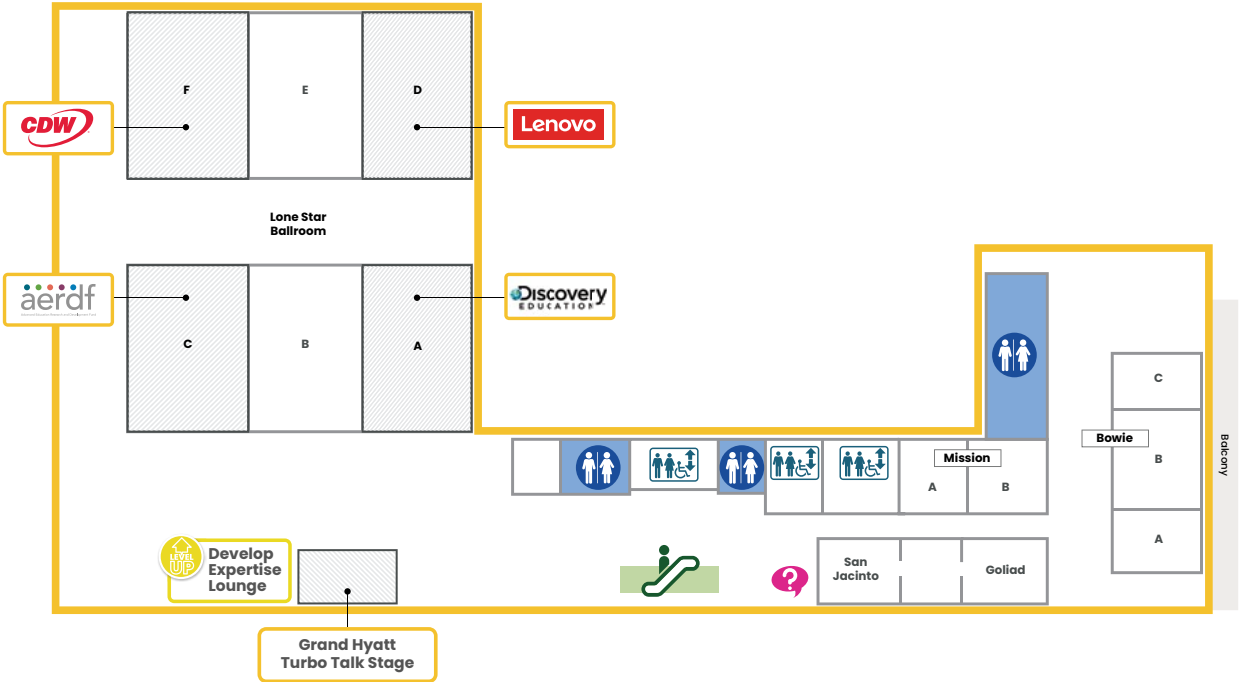 F
E
D
CDW
Lenovo
Lone Star
Ballroom
aerdf
Discovery
EDUCATION
C
B
A
C
Bowie
B
A
Balcony
Mission
A
B
LEVEL
UP
Develop
Expertise
Lounge
San
Jacinto
Goliad
?
Grand Hyatt
Turbo Talk Stage